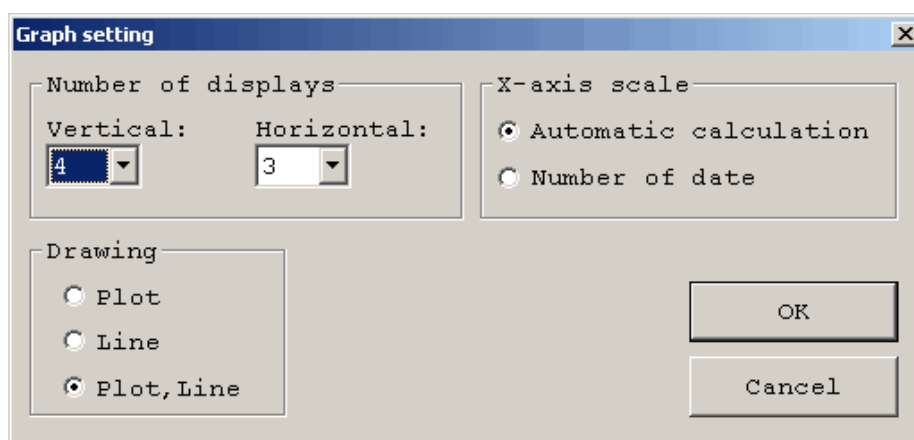 Graph setting
Number of displays
Vertical: Horizontal:
4 3
X-axis scale
Automatic calculation
Number of date
Drawing
Plot
Line
Plot,Line
OK
Cancel